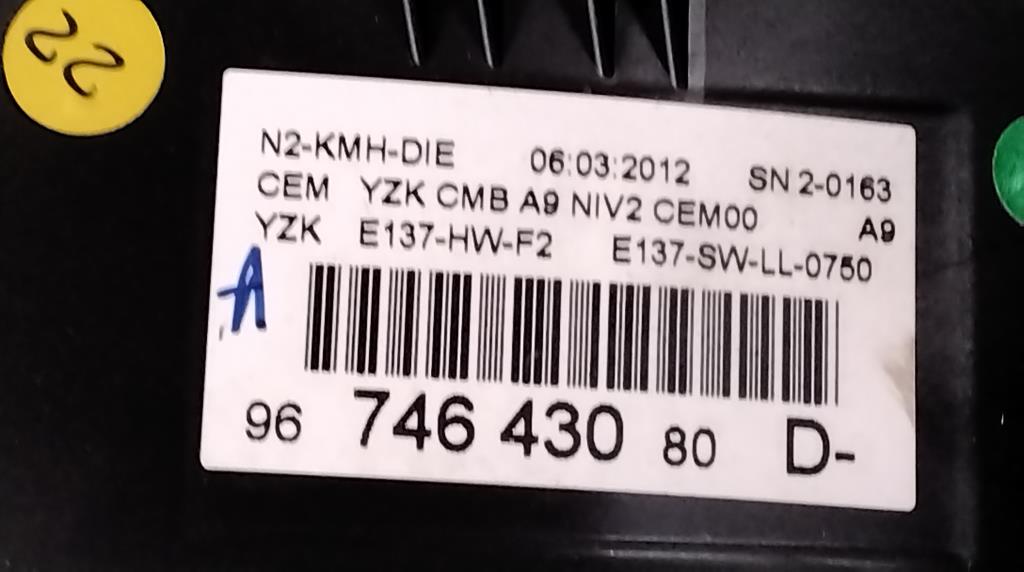 22
N2-KMH-DIE 06:03:2012 SN 2-0163
CEM YZK CMB A9 NIV2 CEM00 A9
YZK E137-HW-F2 E137-SW-LL-0750
A
96 746 430 80 D-